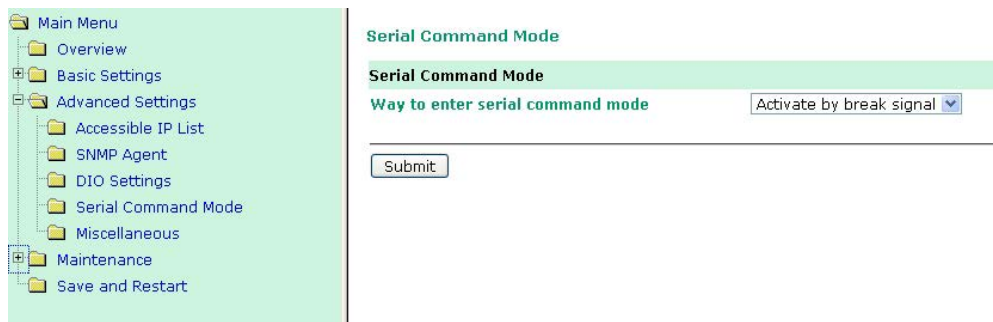 Main Menu
Overview
Basic Settings
Advanced Settings
Accessible IP List
SNMP Agent
DIO Settings
Serial Command Mode
Miscellaneous
Maintenance
Save and Restart
Serial Command Mode
Serial Command Mode
Way to enter serial command mode Activate by break signal
Submit